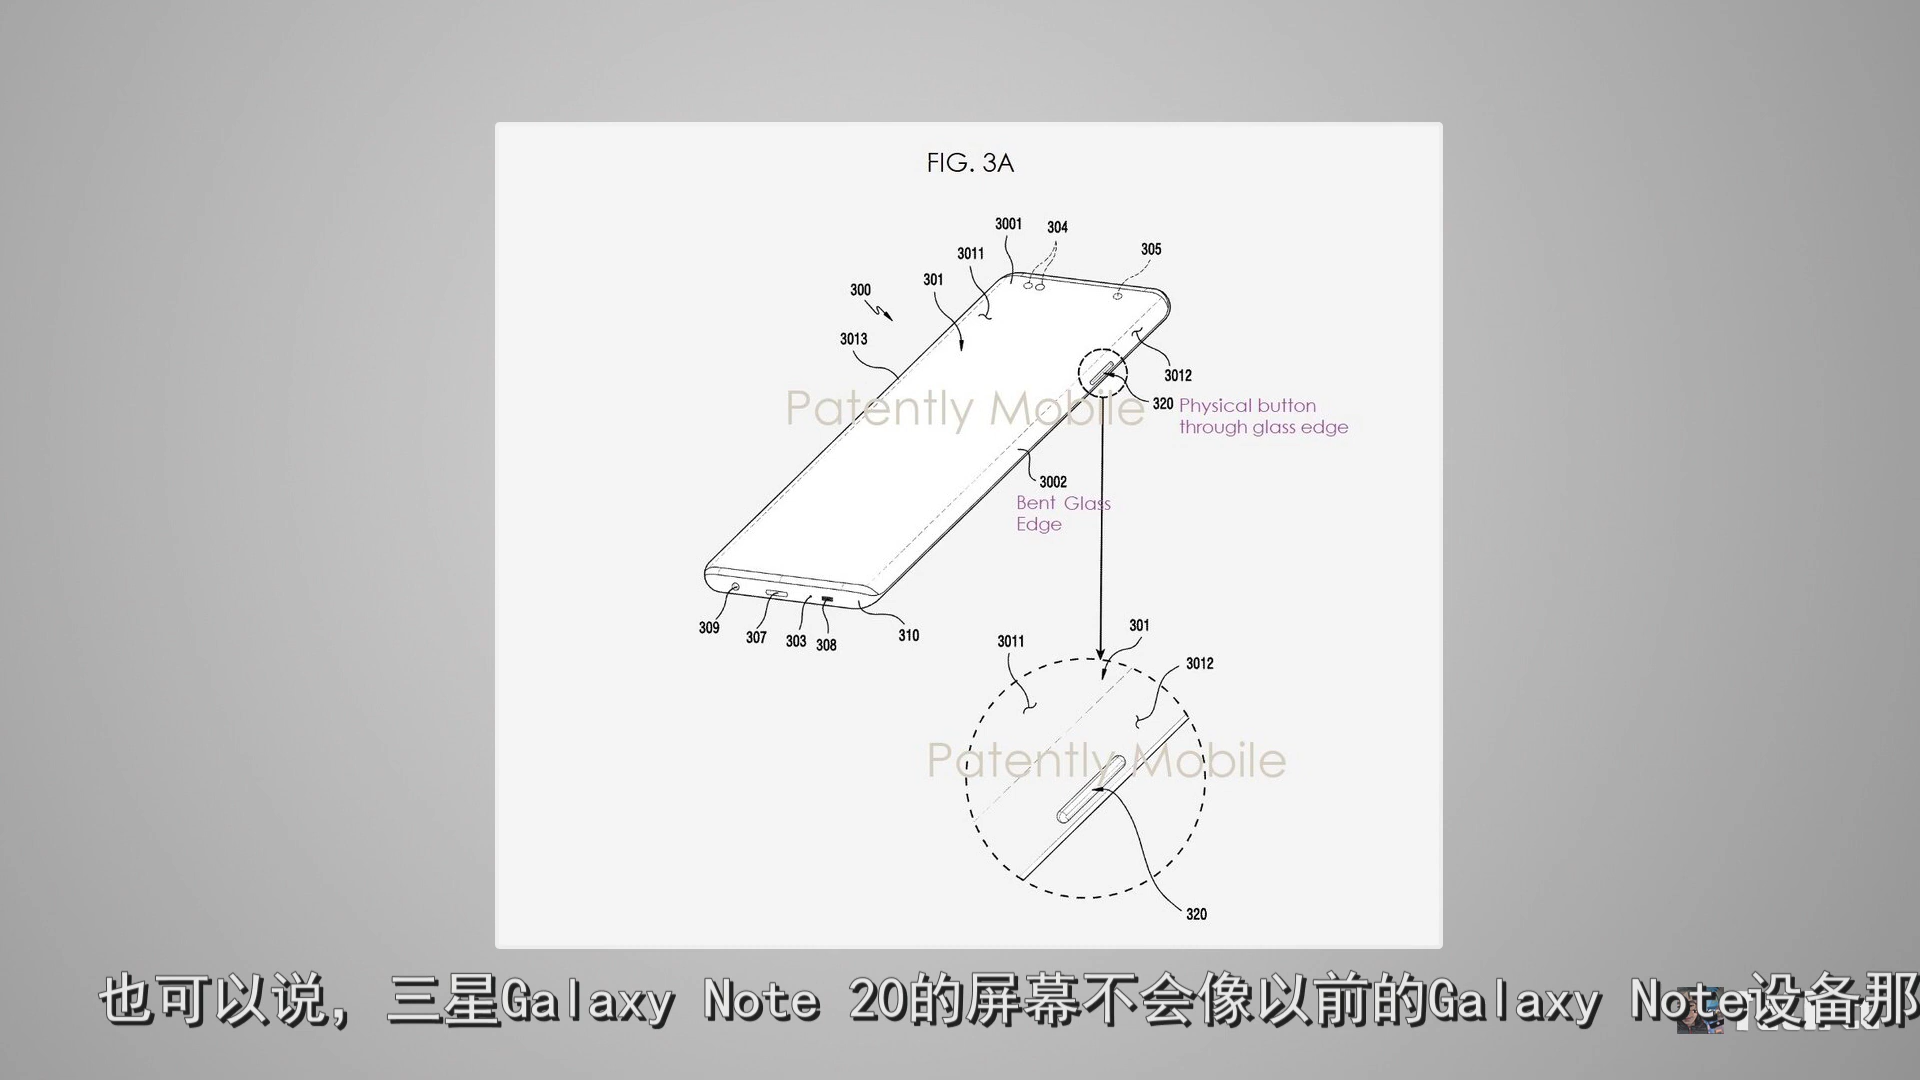 FIG. 3A
3001
304
3011
305
301
300
3013
3012
Patently Mobile
320
Physical button
through glass edge
3002
Bent Glass
Edge
309
307
303
308
310
3011
301
3012
Patently Mobile
320
也可以说，三星Galaxy Note 20的屏幕不会像以前的Galaxy Note设备那